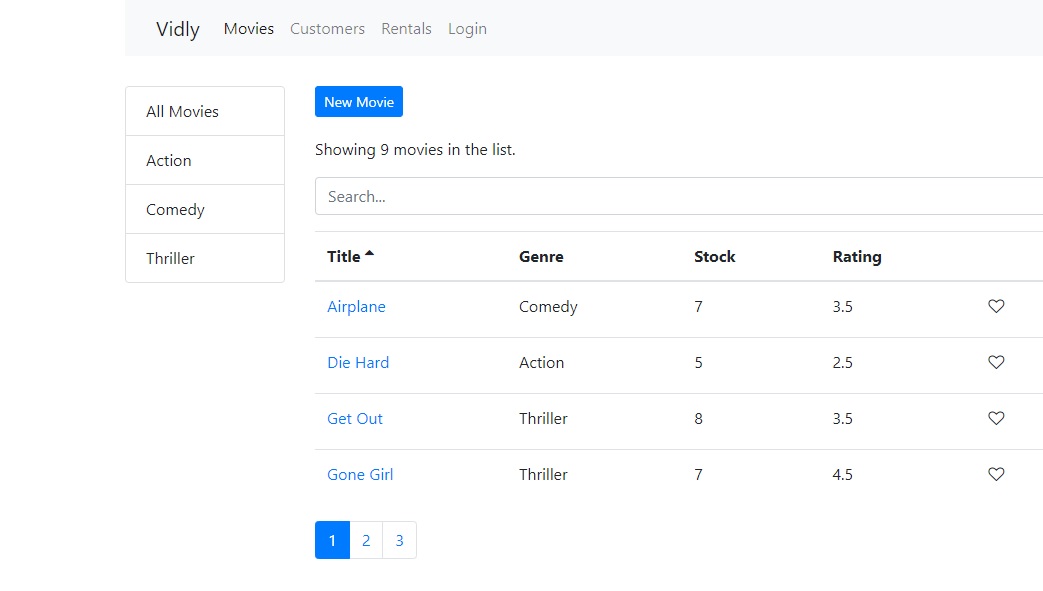 Vidly Movies Customers Rentals Login
All Movies
Action
Comedy
Thriller
New Movie
Showing 9 movies in the list.
Search...
Title Genre Stock Rating
Airplane Comedy 7 3.5
Die Hard Action 5 2.5
Get Out Thriller 8 3.5
Gone Girl Thriller 7 4.5
1 2 3